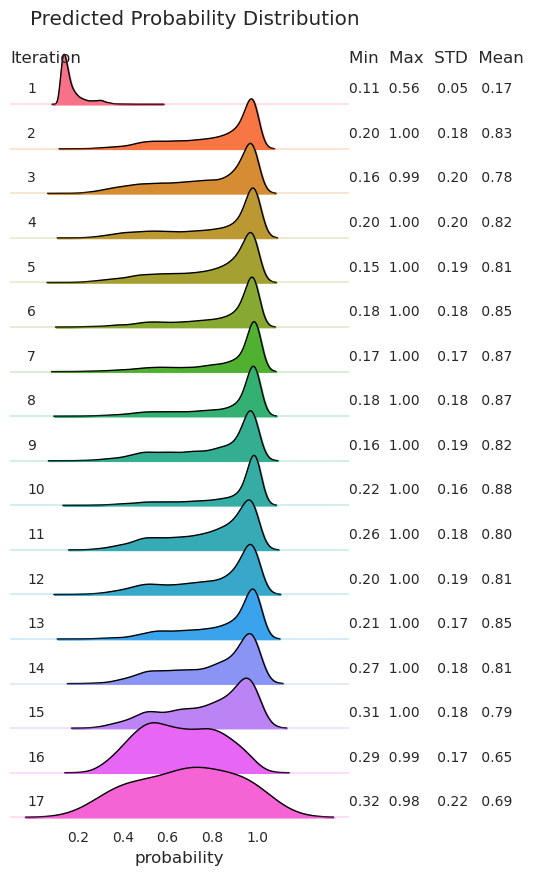 Predicted Probability Distribution
Iteration Min Max STD Mean
1 0.11 0.56 0.05 0.17
2 0.20 1.00 0.18 0.83
3 0.16 0.99 0.20 0.78
4 0.20 1.00 0.20 0.82
5 0.15 1.00 0.19 0.81
6 0.18 1.00 0.18 0.85
7 0.17 1.00 0.17 0.87
8 0.18 1.00 0.18 0.87
9 0.16 1.00 0.19 0.82
10 0.22 1.00 0.16 0.88
11 0.26 1.00 0.18 0.80
12 0.20 1.00 0.19 0.81
13 0.21 1.00 0.17 0.85
14 0.27 1.00 0.18 0.81
15 0.31 1.00 0.18 0.79
16 0.29 0.99 0.17 0.65
17 0.32 0.98 0.22 0.69
0.2 0.4 0.6 0.8 1.0
probability